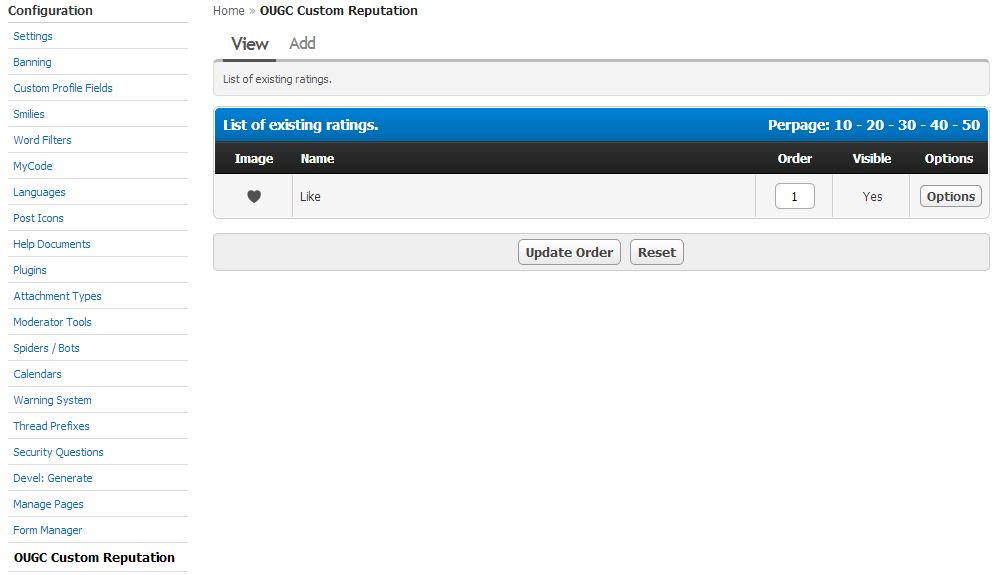 Configuration
Settings
Banning
Custom Profile Fields
Smilies
Word Filters
MyCode
Languages
Post Icons
Help Documents
Plugins
Attachment Types
Moderator Tools
Spiders / Bots
Calendars
Warning System
Thread Prefixes
Security Questions
Devel: Generate
Manage Pages
Form Manager
OUGC Custom Reputation
Home » OUGC Custom Reputation
View Add
List of existing ratings.
List of existing ratings. Perpage: 10 - 20 - 30 - 40 - 50
Image Name Order Visible Options
Like 1 Yes Options
Update Order Reset